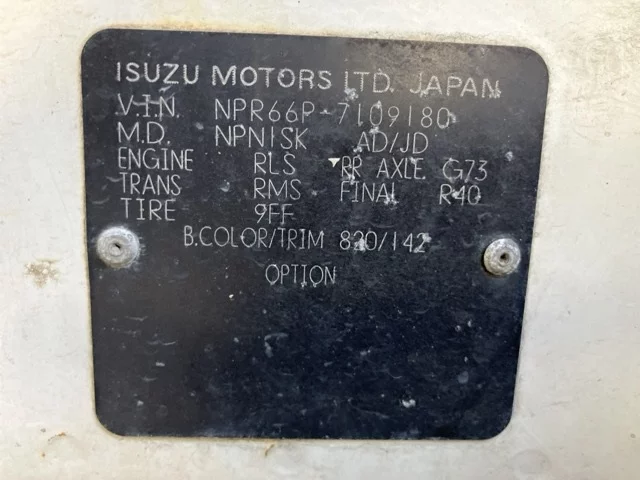 ISUZU MOTORS LTD. JAPAN
V.I.N. NPR66P-7109180
M.D. NPN1SK AD/JD
ENGINE RLS RR AXLE G73
TRANS RMS FINAL R40
TIRE 9FF
B.COLOR/TRIM 820/142
OPTION